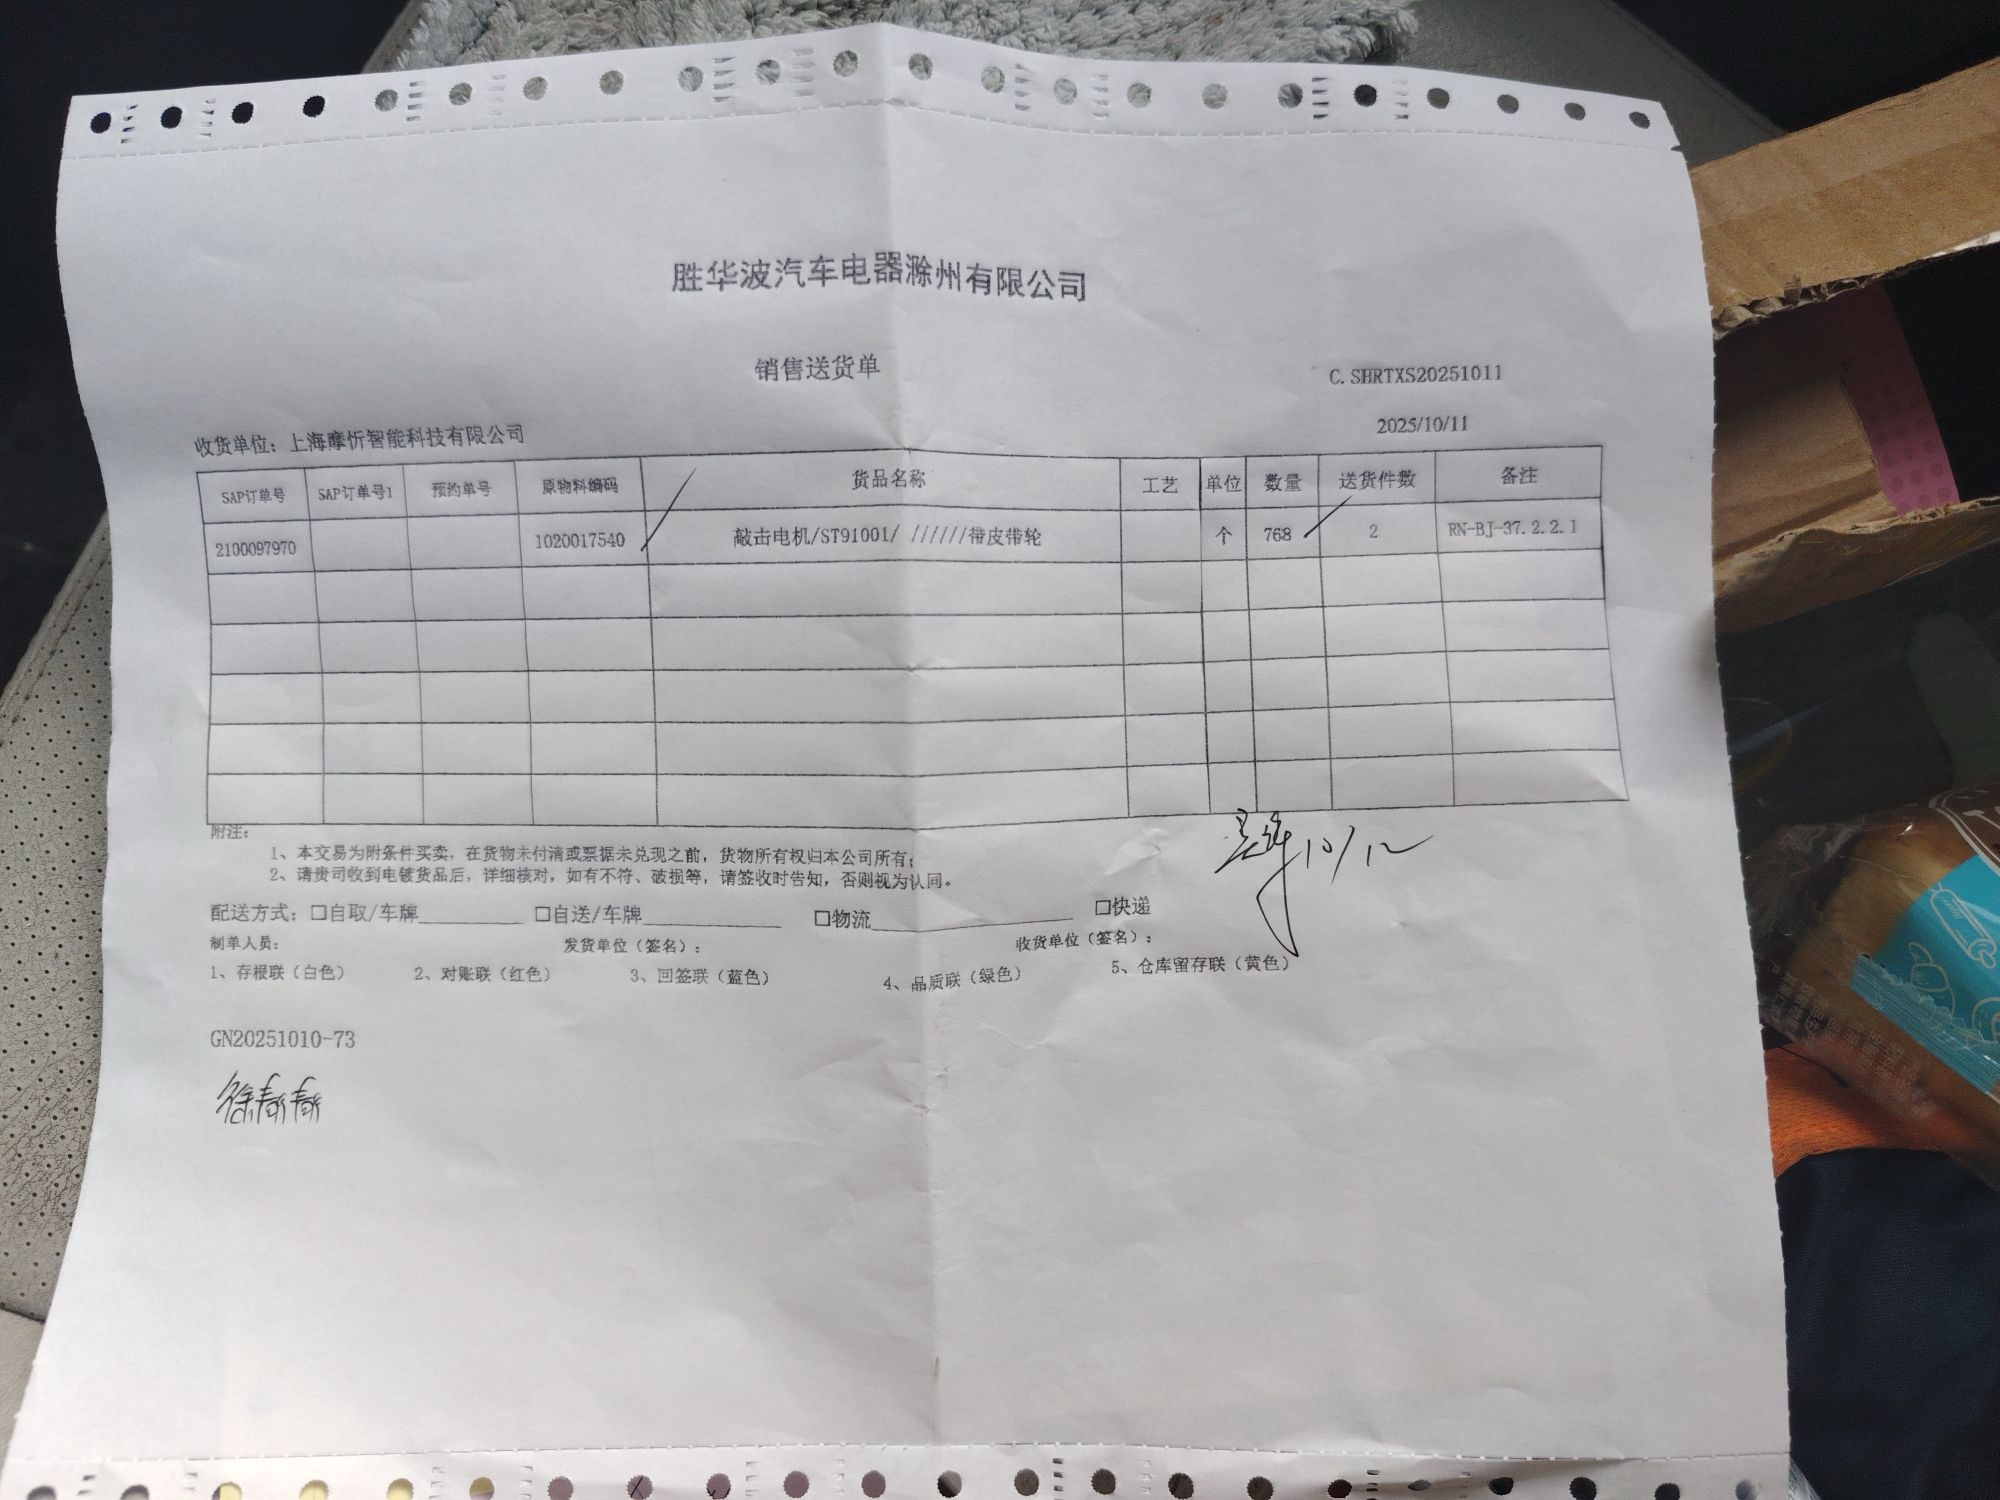 胜华波汽车电器滁州有限公司
销售送货单
C.SHRTXS20251011
2025/10/11
收货单位：上海摩忻智能科技有限公司
SAP订单号 SAP订单号1 预约单号 原物料编码 货品名称 工艺 单位 数量 送货件数 备注
2100097970 1020017540 敲击电机/ST91001/ //////带皮带轮 个 768 2 RN-BJ-37.2.2.1
附注：
1、本交易为附条件买卖，在货物未付清或票据未兑现之前，货物所有权归本公司所有；
2、请贵司收到电镀货品后，详细核对，如有不符、破损等，请签收时告知，否则视为认同。
10/12
配送方式：☐自取/车牌 ☐自送/车牌 ☐物流 ☐快递
制单人员： 发货单位（签名）： 收货单位（签名）：
1、存根联（白色） 2、对账联（红色） 3、回签联（蓝色） 4、品质联（绿色） 5、仓库留存联（黄色）
GN20251010-73
徐春春